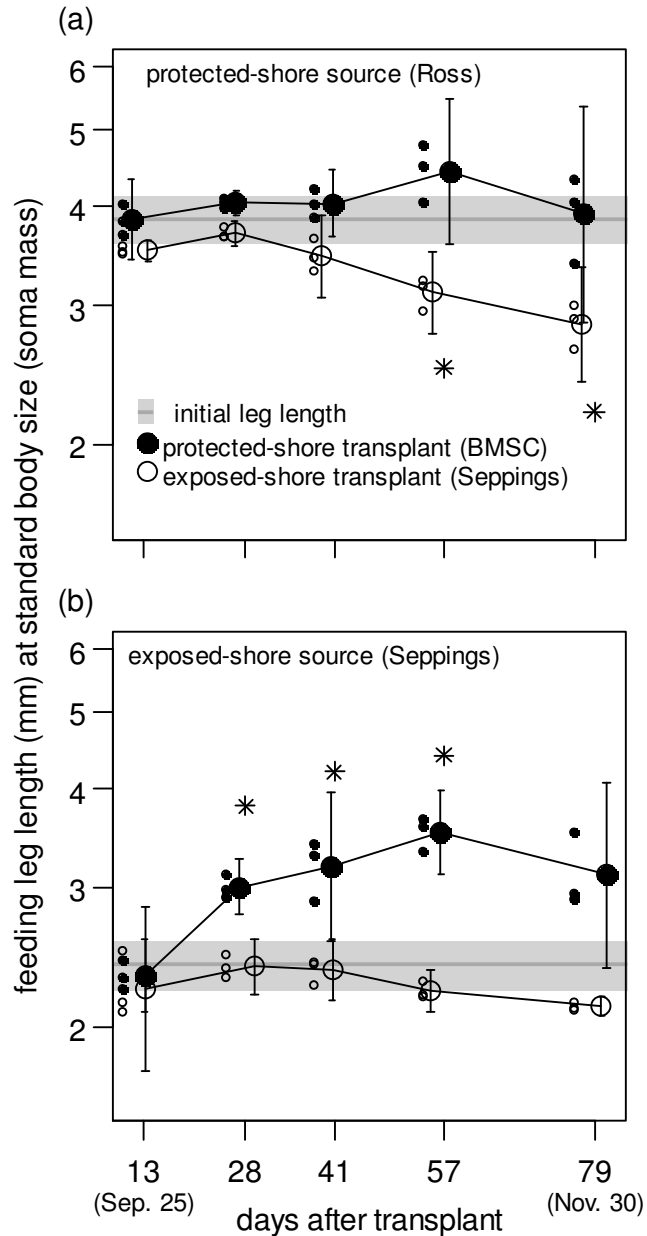 (a)
6
protected-shore source (Ross)
5
4
3
initial leg length
protected-shore transplant (BMSC)
2
exposed-shore transplant (Seppings)
feeding leg length (mm) at standard body size (soma mass)
(b)
6
exposed-shore source (Seppings)
5
4
3
2
13 28 41 57 79
(Sep. 25) (Nov. 30)
days after transplant